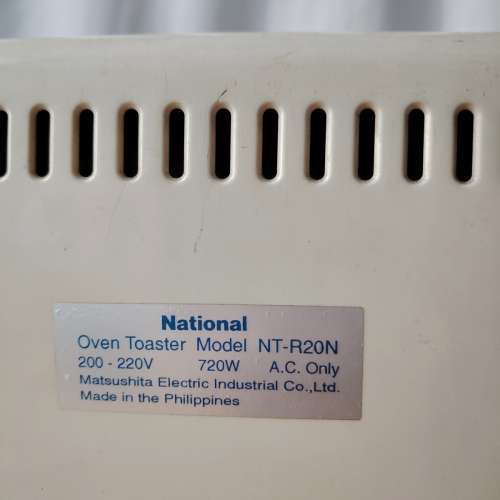 National
Oven Toaster Model NT-R20N
200 - 220V 720W A.C. Only
Matsushita Electric Industrial Co.,Ltd.
Made in the Philippines